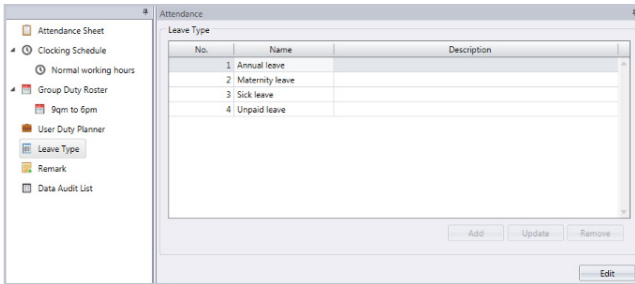 Attendance Sheet
Clocking Schedule
Normal working hours
Group Duty Roster
9qm to 6pm
User Duty Planner
Leave Type
Remark
Data Audit List
Attendance
Leave Type
No. Name Description
1 Annual leave
2 Maternity leave
3 Sick leave
4 Unpaid leave
Add Update Remove
Edit